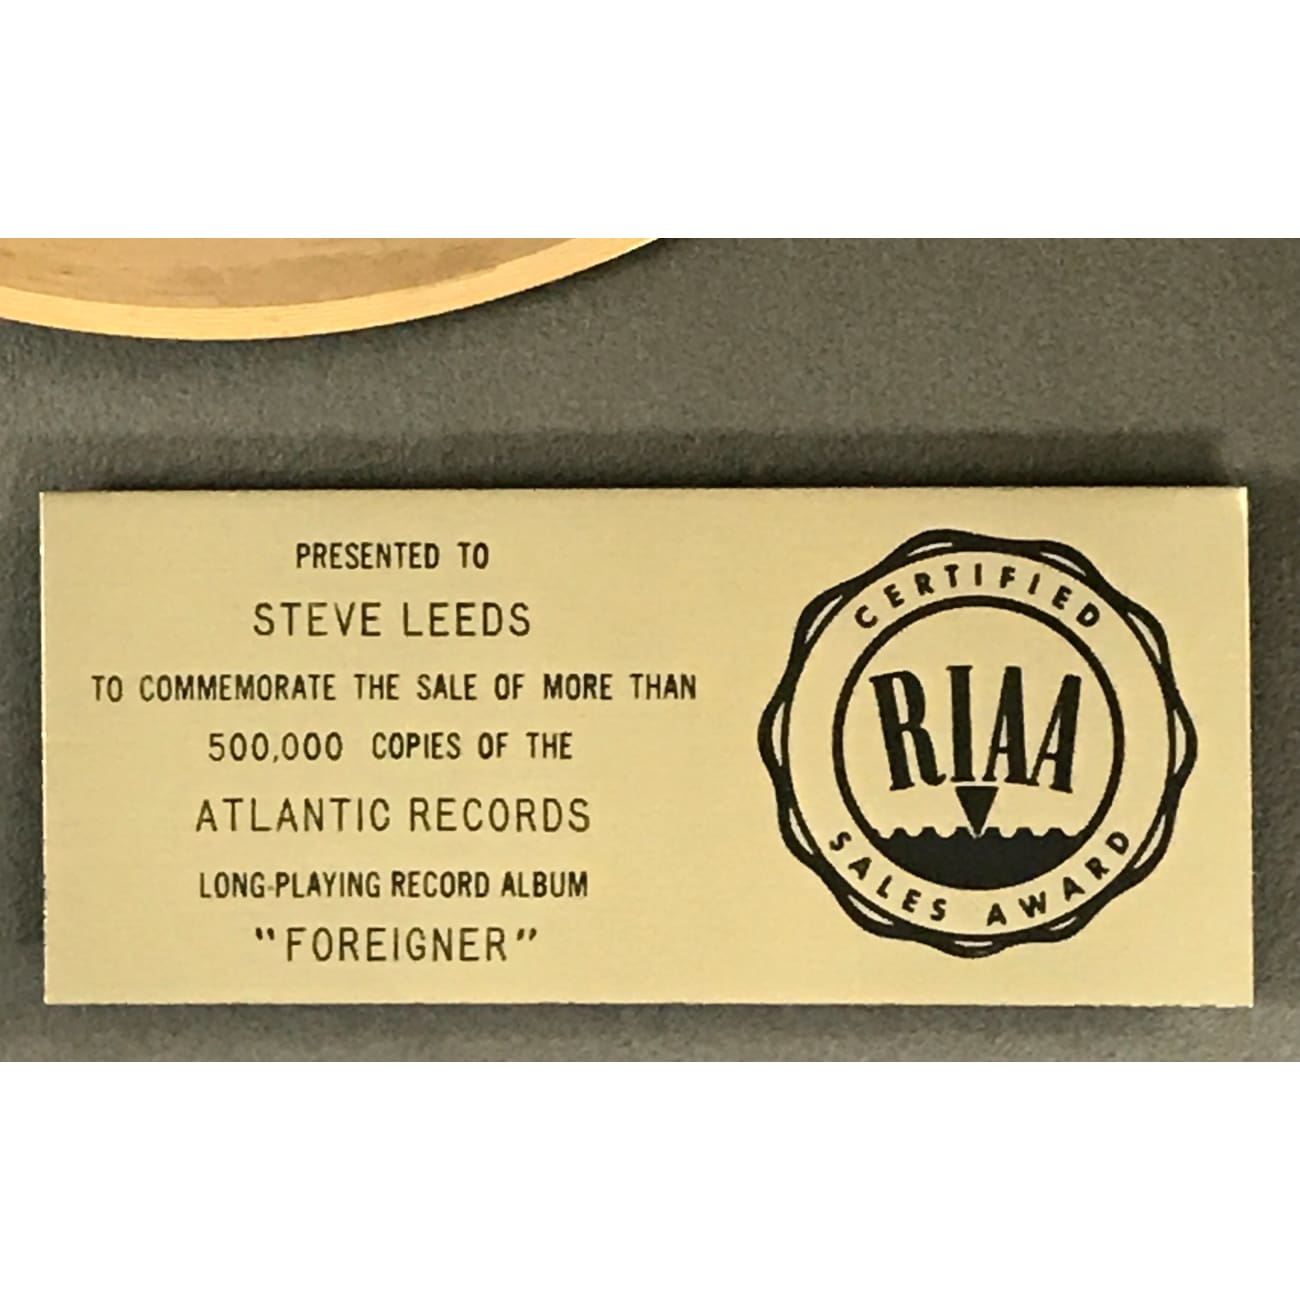 PRESENTED TO
STEVE LEEDS
TO COMMEMORATE THE SALE OF MORE THAN
500,000 COPIES OF THE
ATLANTIC RECORDS
LONG-PLAYING RECORD ALBUM
"FOREIGNER"
CERTIFIED
RIAA
SALES AWARD